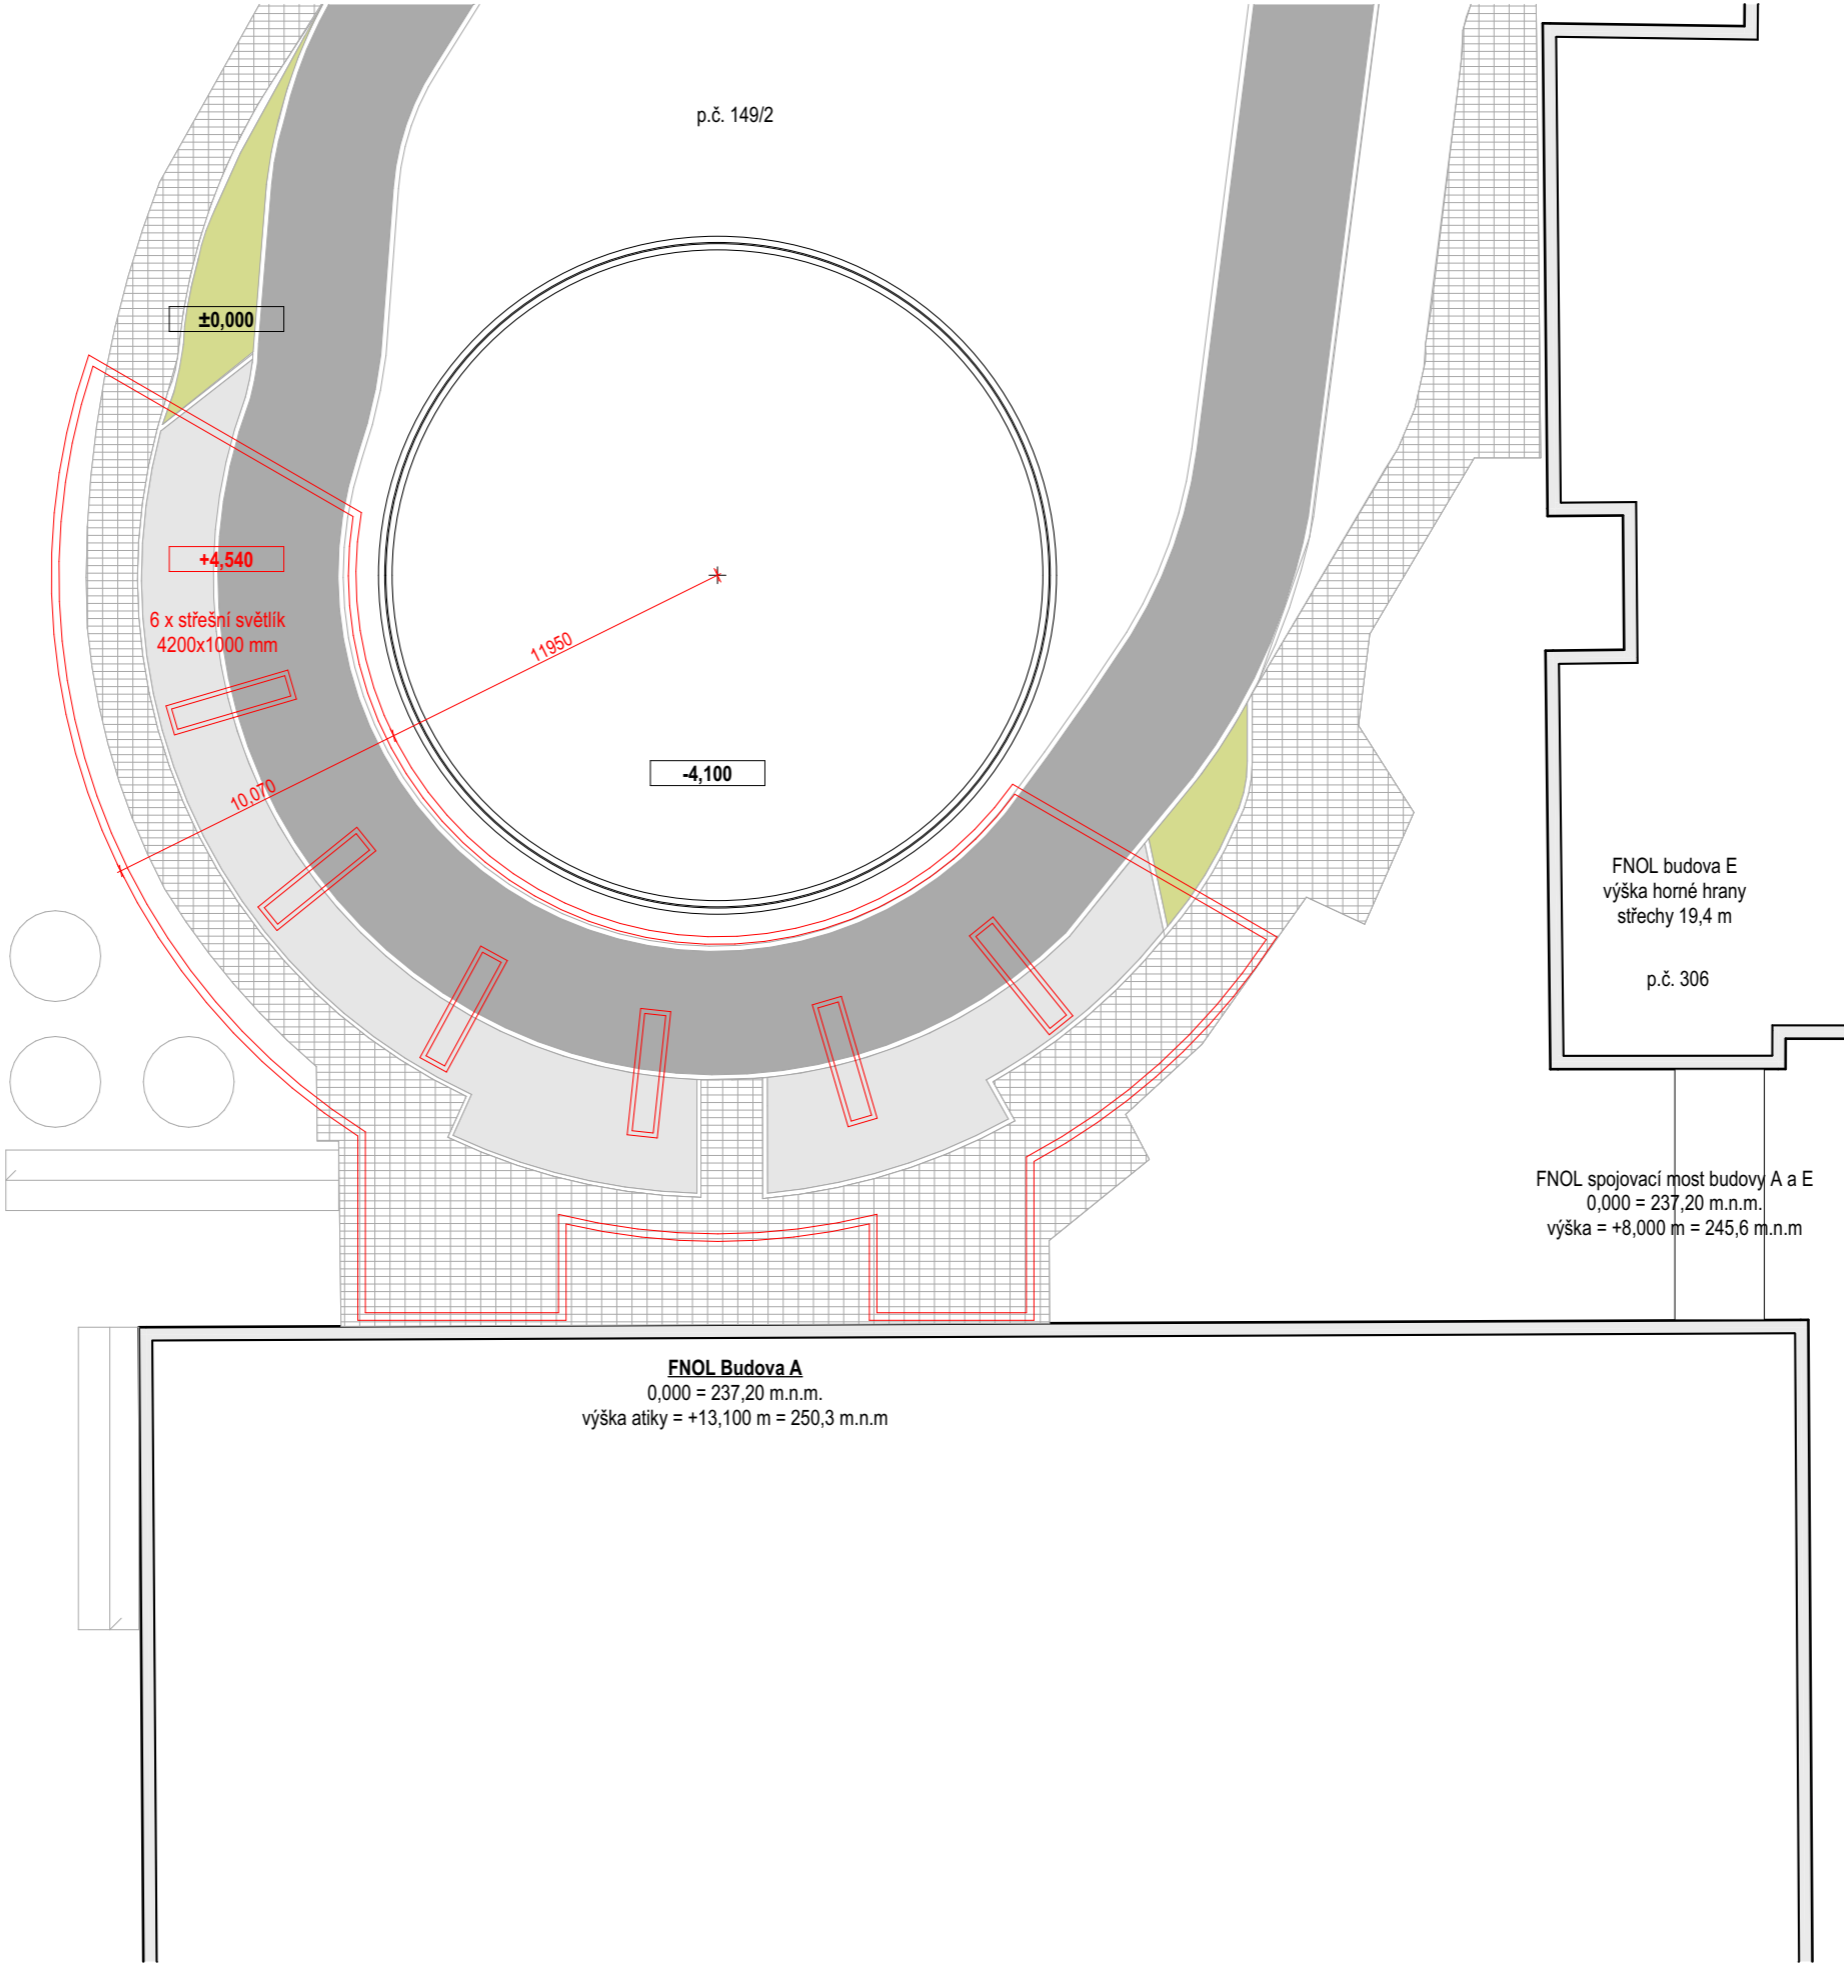 p.č. 149/2
±0,000
+4,540
6 x střešní světlík
4200x1000 mm
11950
10,070
-4,100
FNOL budova E
výška horné hrany
střechy 19,4 m
p.č. 306
FNOL spojovací most budovy A a E
0,000 = 237,20 m.n.m.
výška = +8,000 m = 245,6 m.n.m
FNOL Budova A
0,000 = 237,20 m.n.m.
výška atiky = +13,100 m = 250,3 m.n.m